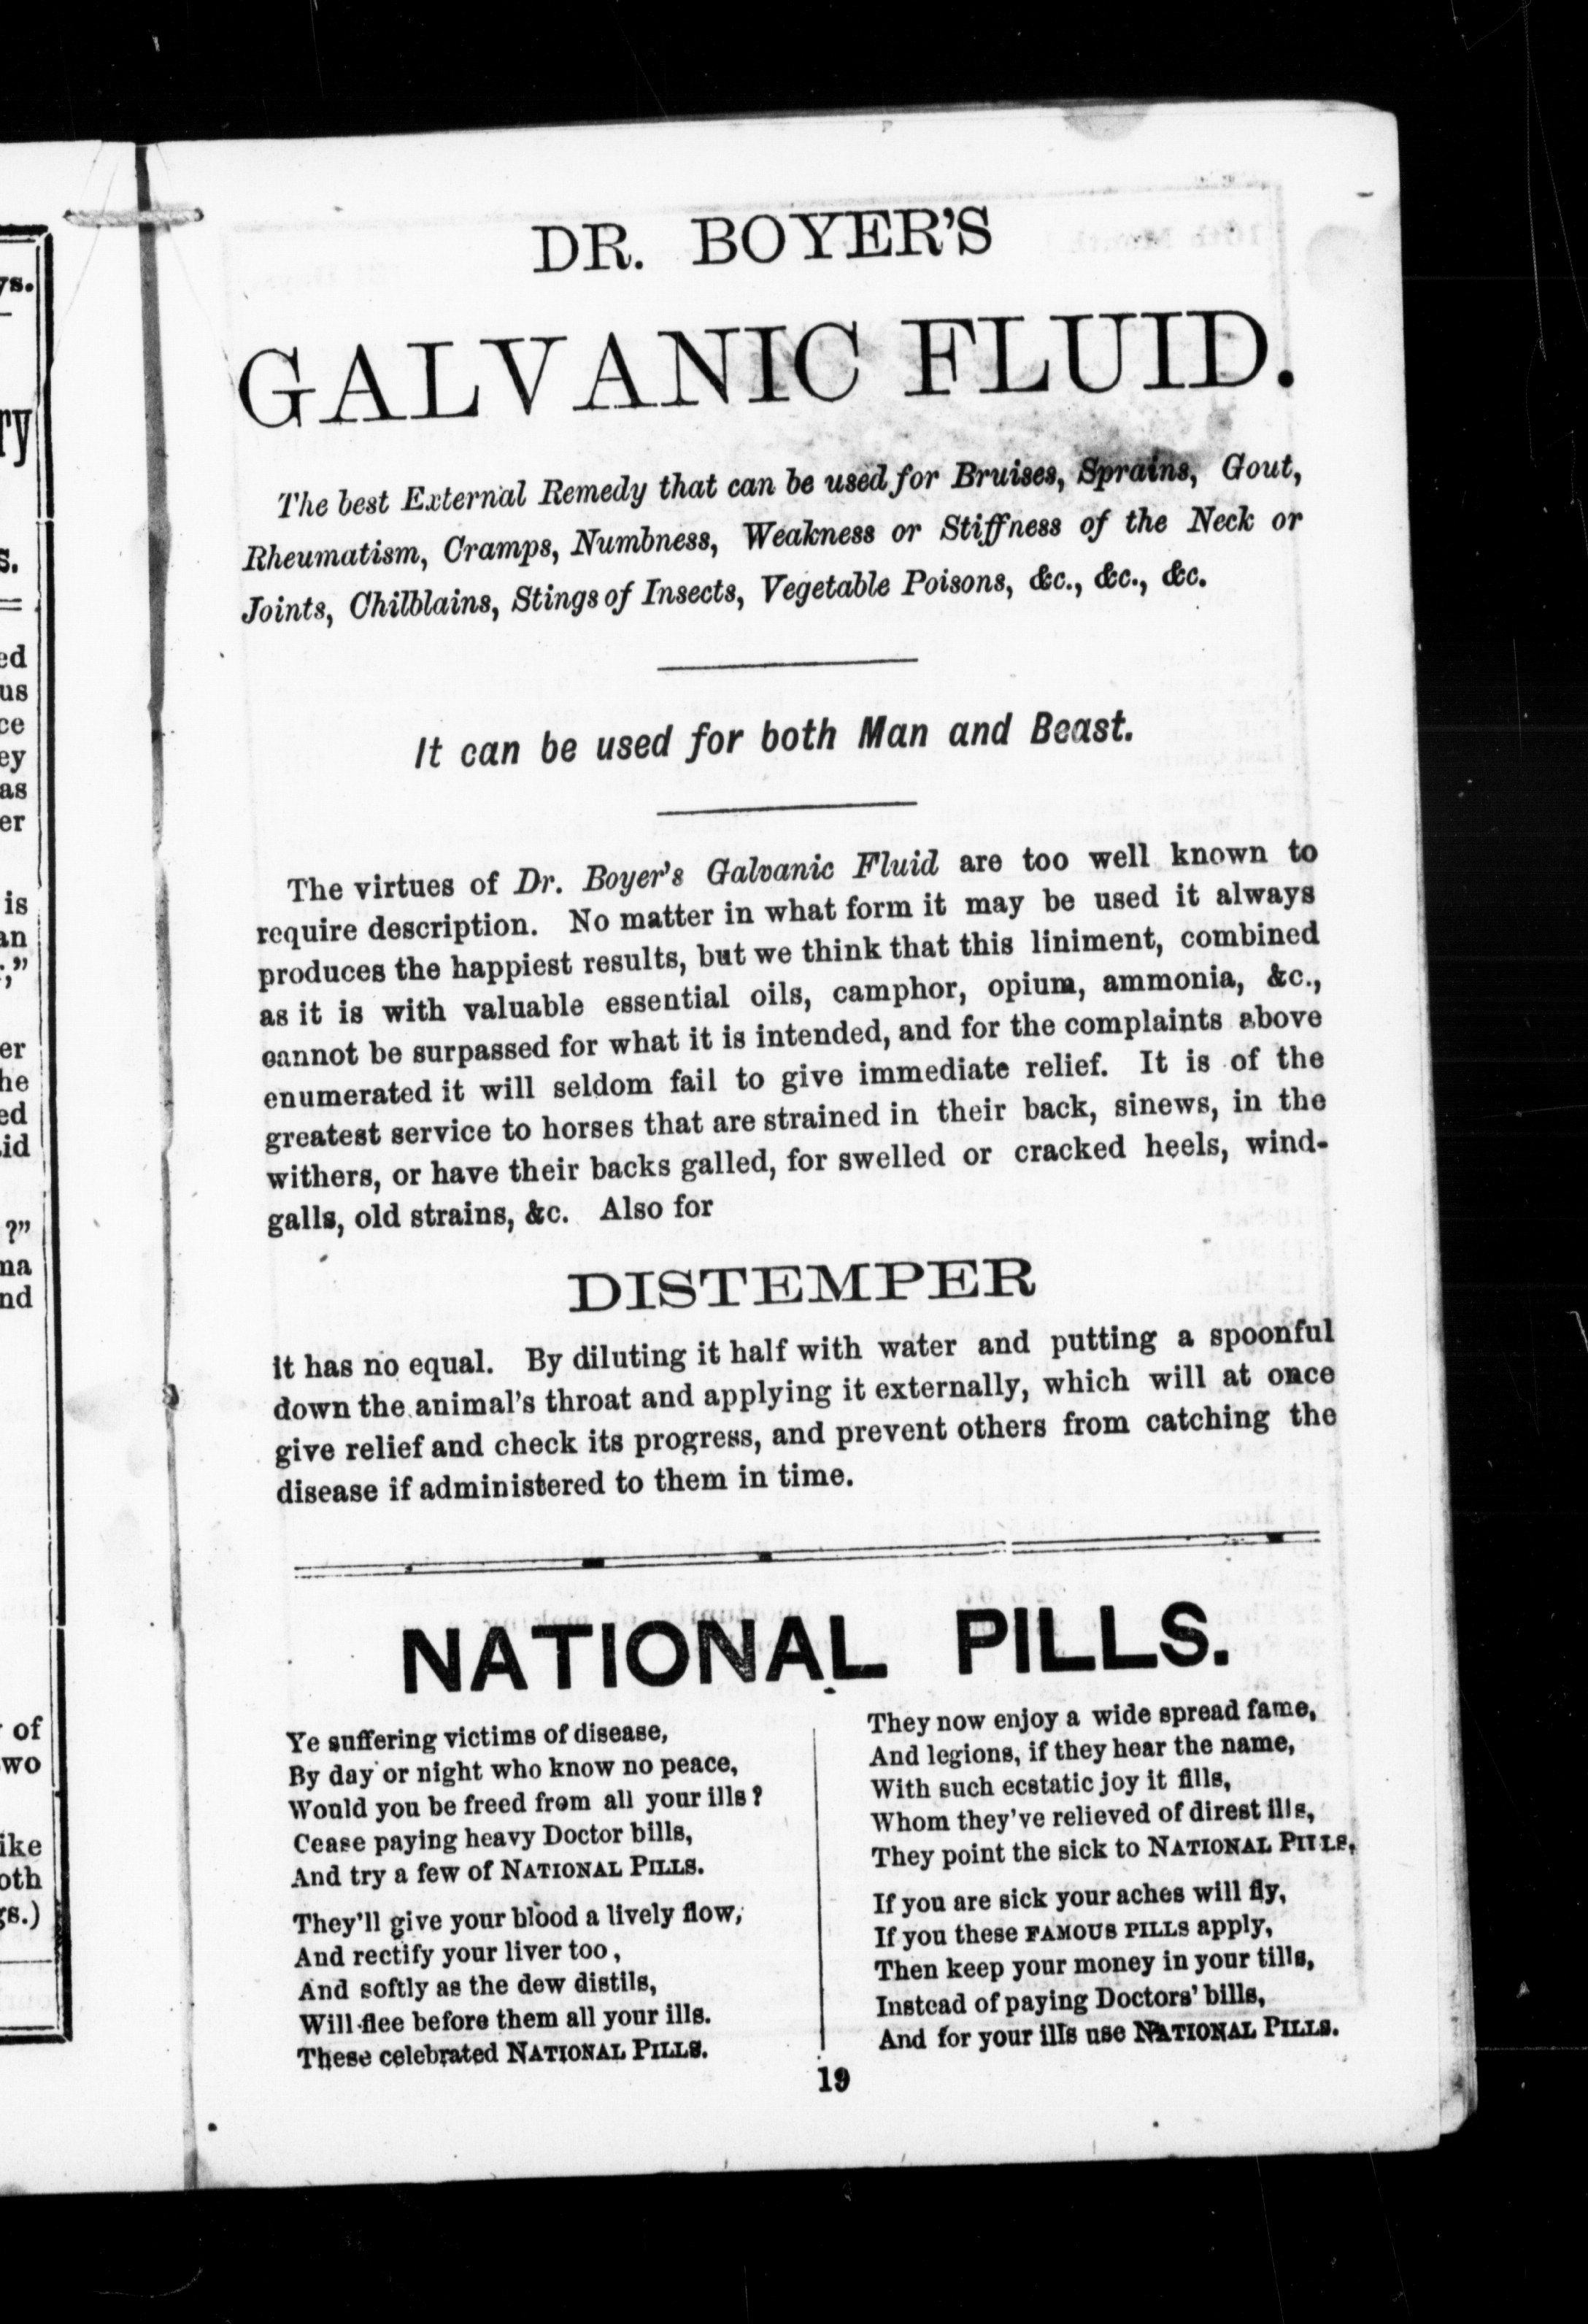 DR. BOYER'S
GALVANIC FLUID.
The best External Remedy that can be used for Bruises, Sprains, Gout,
Rheumatism, Cramps, Numbness, Weakness or Stiffness of the Neck or
Joints, Chilblains, Stings of Insects, Vegetable Poisons, &c., &c., &c.
It can be used for both Man and Beast.
The virtues of Dr. Boyer's Galvanic Fluid are too well known to
require description. No matter in what form it may be used it always
produces the happiest results, but we think that this liniment, combined
as it is with valuable essential oils, camphor, opium, ammonia, &c.,
cannot be surpassed for what it is intended, and for the complaints above
enumerated it will seldom fail to give immediate relief. It is of the
greatest service to horses that are strained in their back, sinews, in the
withers, or have their backs galled, for swelled or cracked heels, wind-
galls, old strains, &c. Also for
DISTEMPER
it has no equal. By diluting it half with water and putting a spoonful
down the animal's throat and applying it externally, which will at once
give relief and check its progress, and prevent others from catching the
disease if administered to them in time.
NATIONAL PILLS.
Ye suffering victims of disease,
By day or night who know no peace,
Would you be freed from all your ills?
Cease paying heavy Doctor bills,
And try a few of NATIONAL PILLS.
They'll give your blood a lively flow,
And rectify your liver too,
And softly as the dew distils,
Will flee before them all your ills.
These celebrated NATIONAL PILLS.
They now enjoy a wide spread fame,
And legions, if they hear the name,
With such ecstatic joy it fills,
Whom they've relieved of direst ills,
They point the sick to NATIONAL PILLS.
If you are sick your aches will fly,
If you these FAMOUS PILLS apply,
Then keep your money in your tills,
Instead of paying Doctors' bills,
And for your ills use NATIONAL PILLS.
19